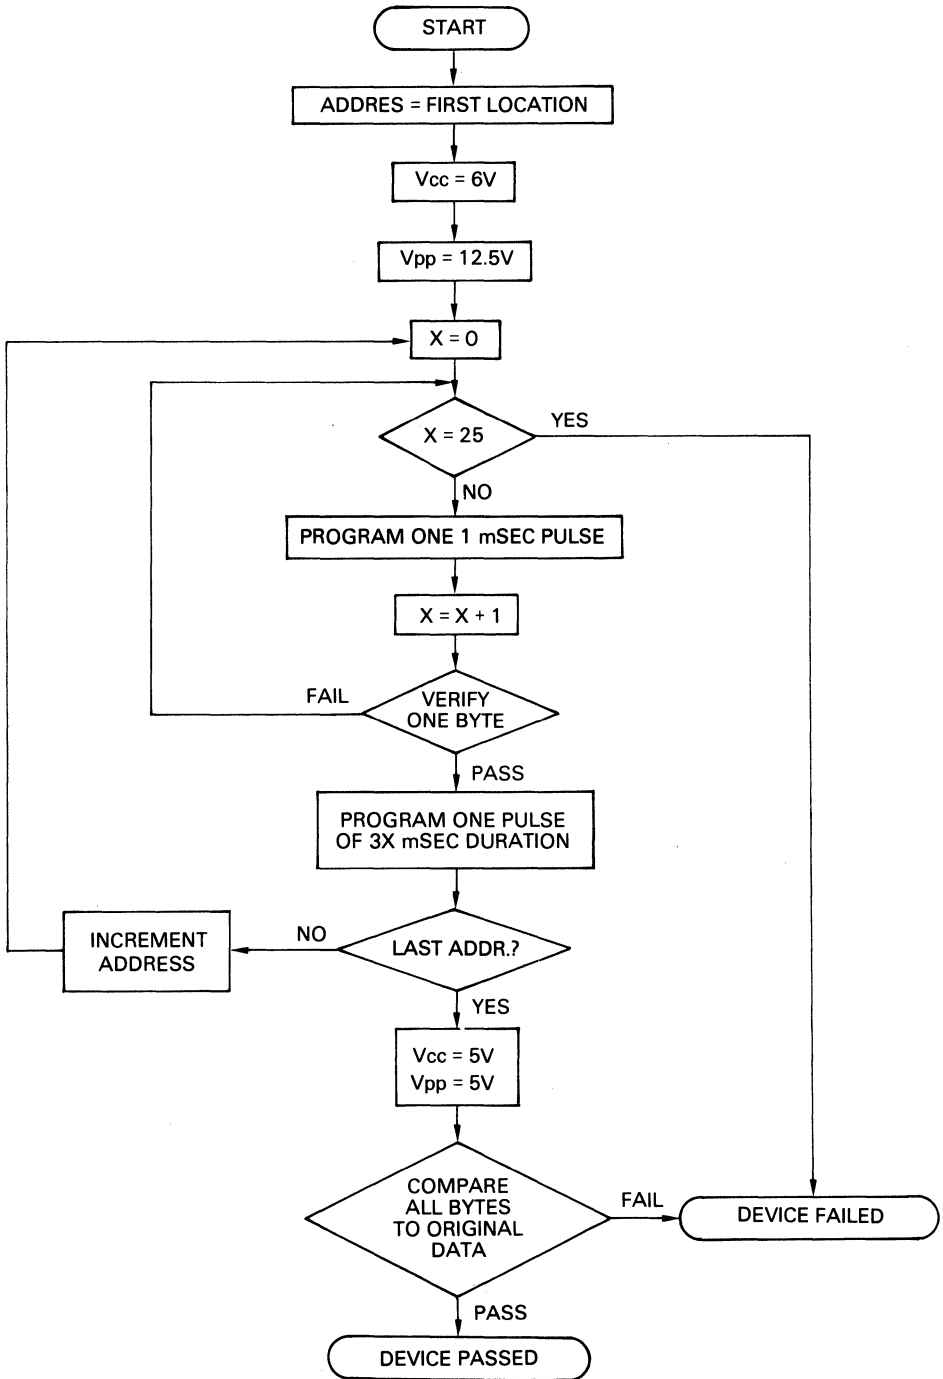 START
ADDRES = FIRST LOCATION
Vcc = 6V
Vpp = 12.5V
X = 0
X = 25
YES
NO
PROGRAM ONE 1 mSEC PULSE
X = X + 1
FAIL
VERIFY
ONE BYTE
PASS
PROGRAM ONE PULSE
OF 3X mSEC DURATION
INCREMENT
ADDRESS
NO
LAST ADDR.?
YES
Vcc = 5V
Vpp = 5V
COMPARE
ALL BYTES
TO ORIGINAL
DATA
FAIL
DEVICE FAILED
PASS
DEVICE PASSED